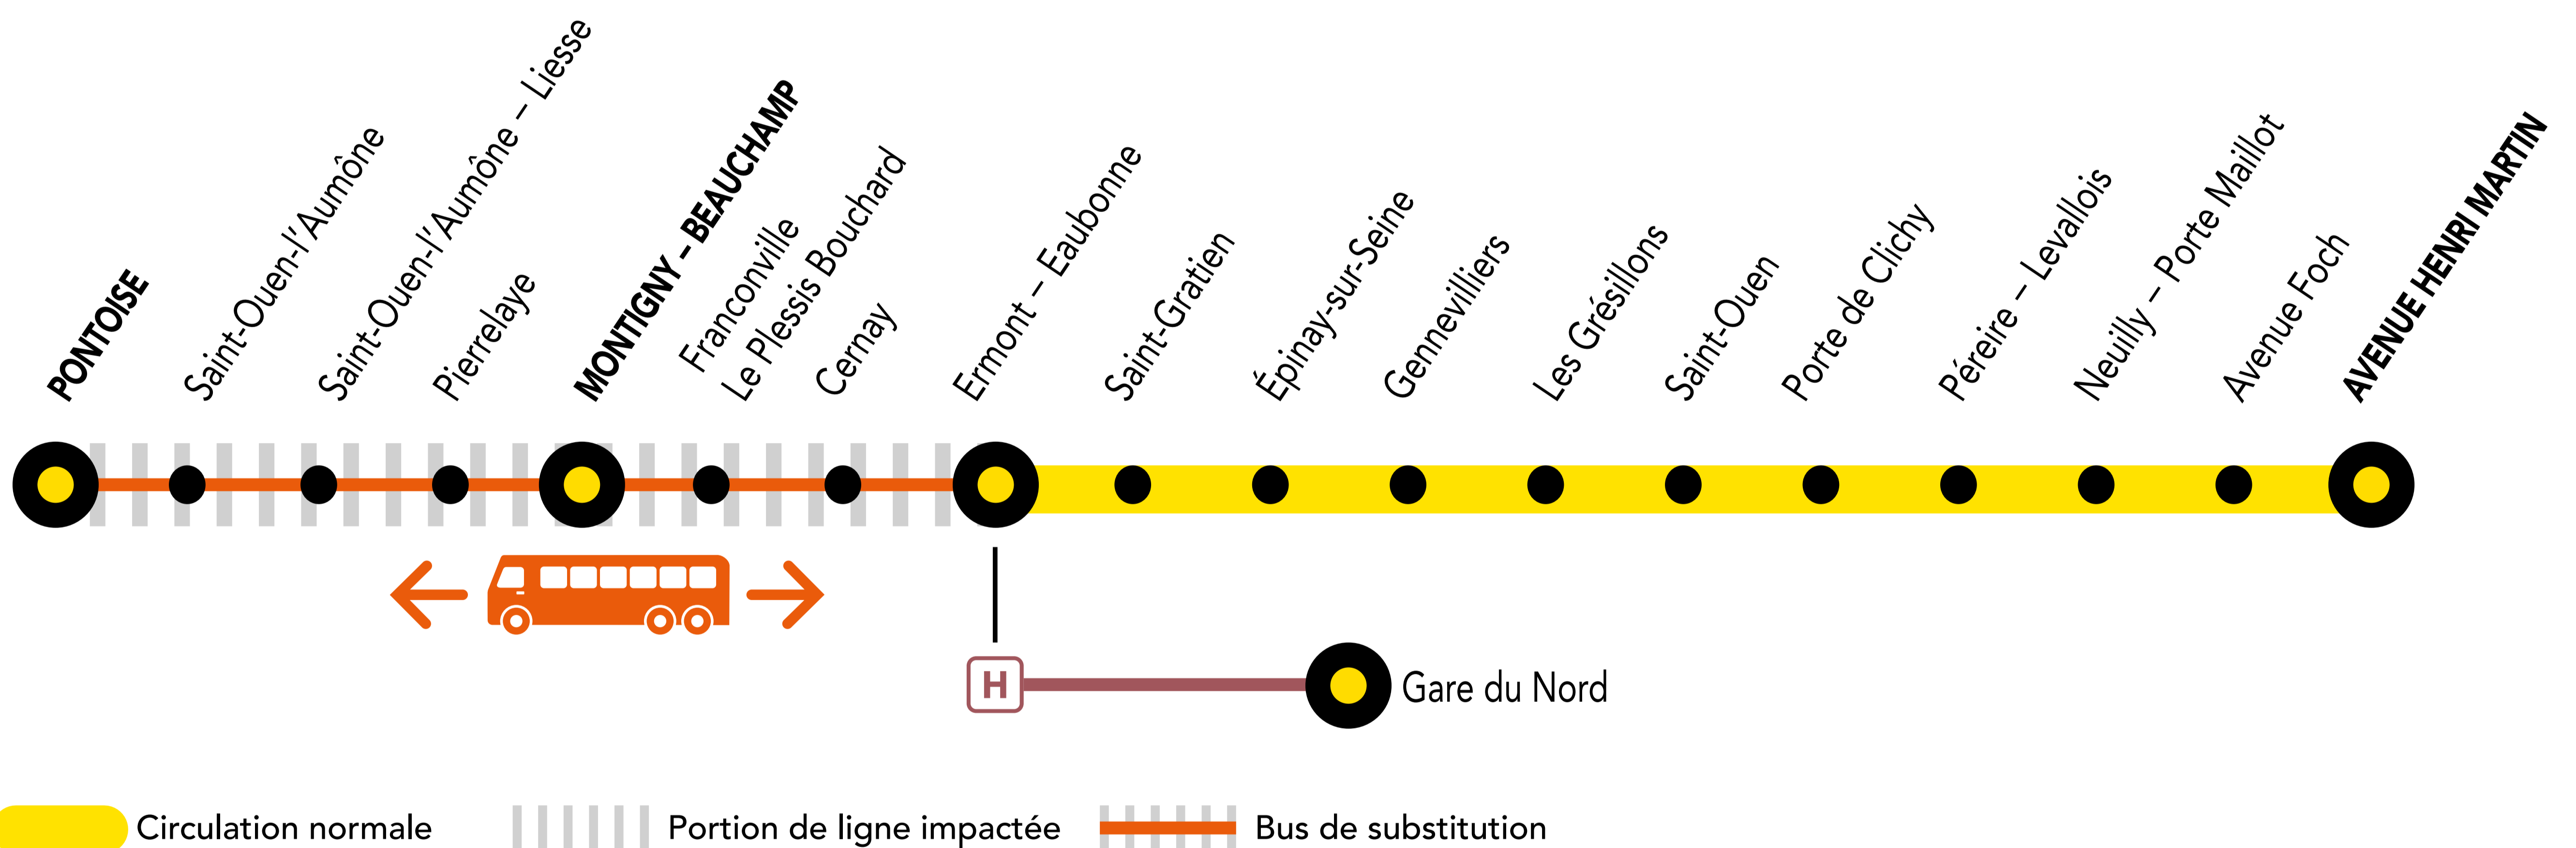 PONTOISE
Saint-Ouen-l'Aumône
Saint-Ouen-l'Aumône – Liesse
Pierrelaye
MONTIGNY – BEAUCHAMP
Franconville
Le Plessis Bouchard
Cernay
Ermont – Eaubonne
Saint-Gratien
Épinay-sur-Seine
Gennevilliers
Les Grésillons
Saint-Ouen
Porte de Clichy
Péreire – Levallois
Neuilly – Porte Maillot
Avenue Foch
AVENUE HENRI MARTIN
H
Gare du Nord
Circulation normale
Portion de ligne impactée
Bus de substitution